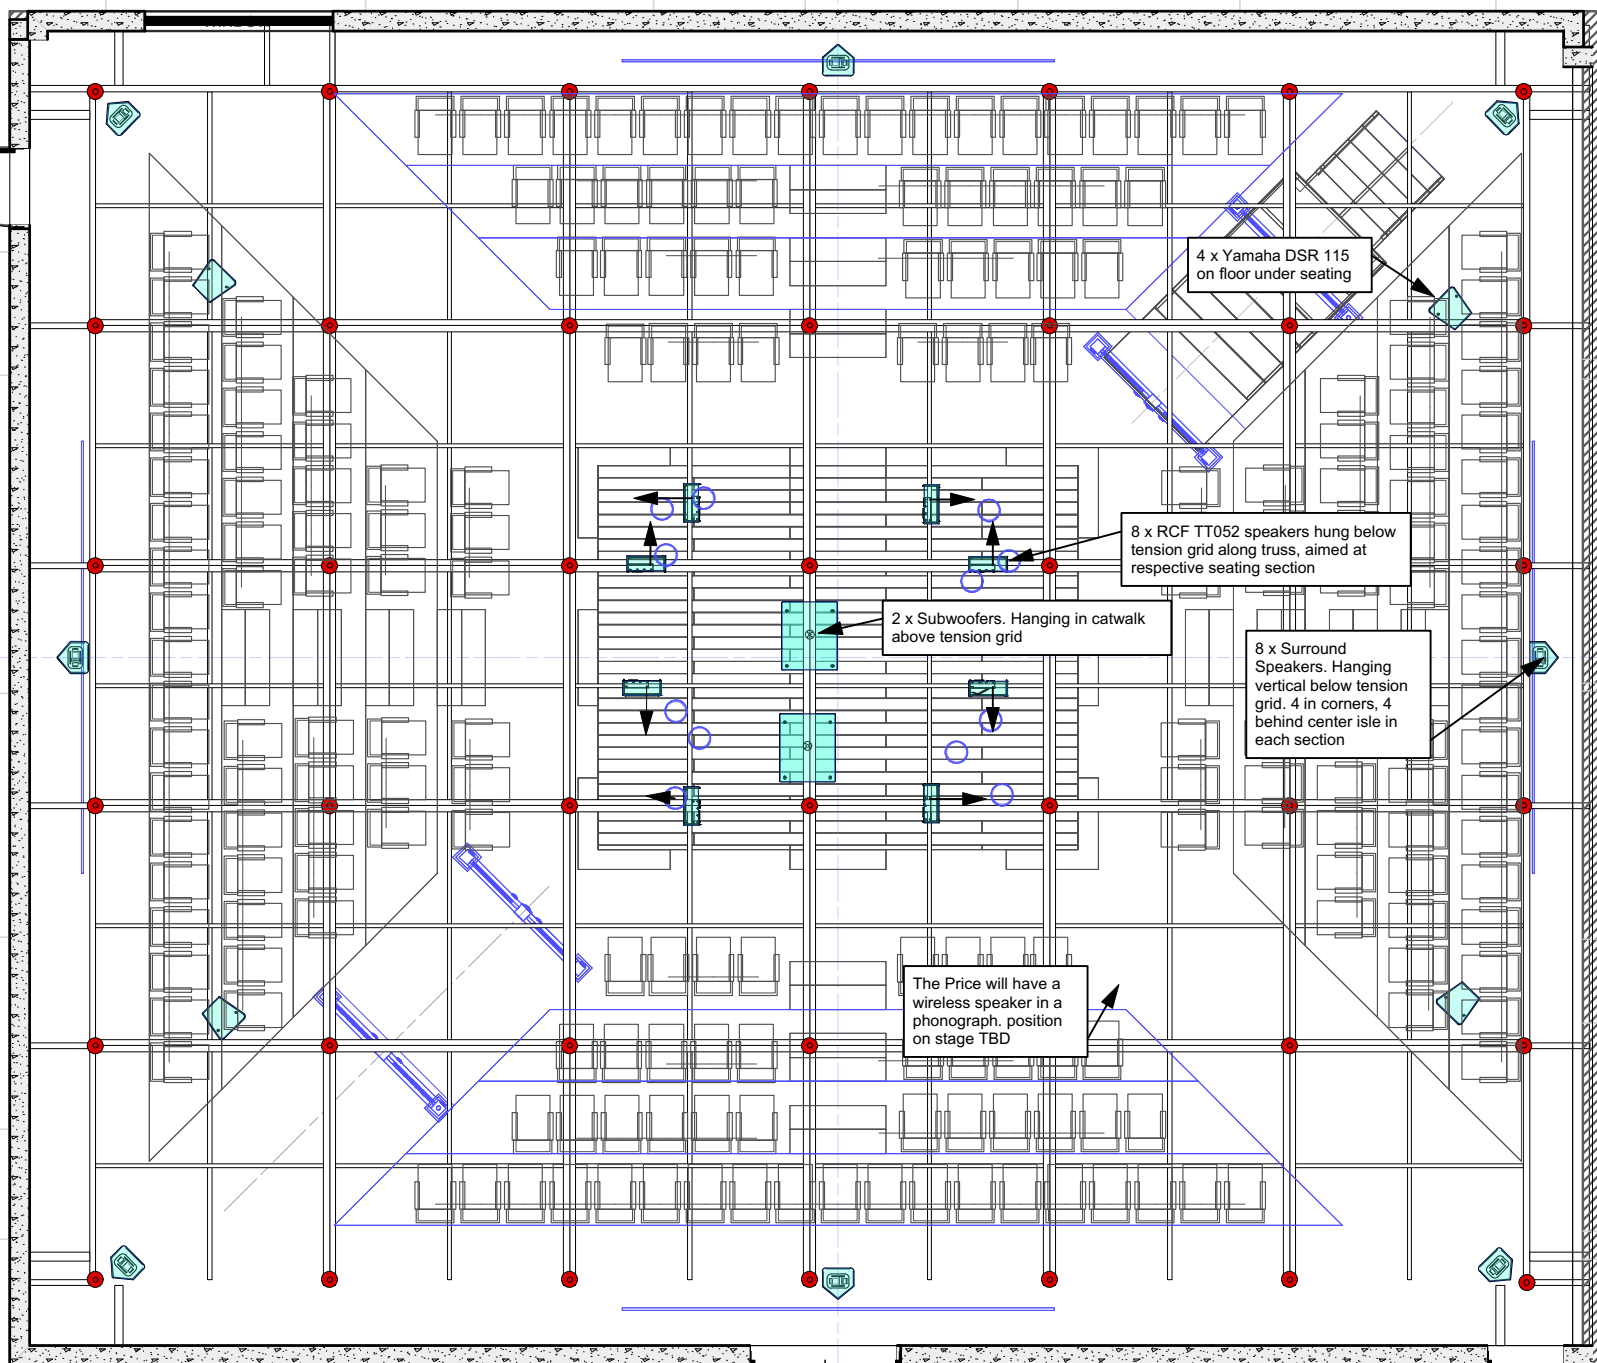 4 x Yamaha DSR 115
on floor under seating
8 x RCF TT052 speakers hung below
tension grid along truss, aimed at
respective seating section
2 x Subwoofers. Hanging in catwalk
above tension grid
8 x Surround
Speakers. Hanging
vertical below tension
grid. 4 in corners, 4
behind center isle in
each section
The Price will have a
wireless speaker in a
phonograph. position
on stage TBD